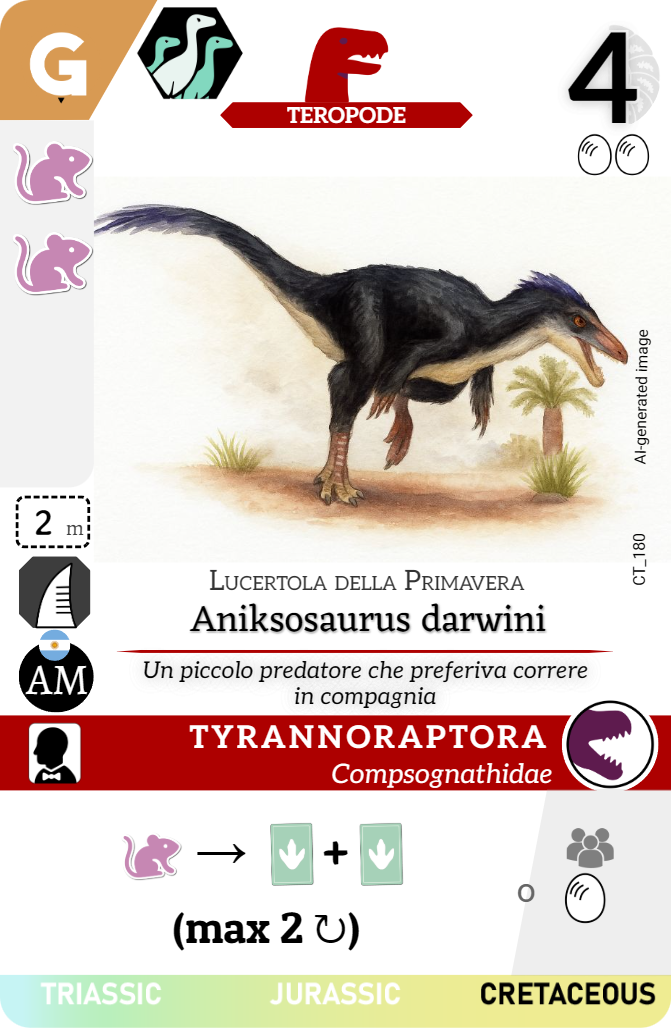 G
TEROPODE
4
2 m
AI-generated image
CT_180
Lucertola della Primavera
Aniksosaurus darwini
AM
Un piccolo predatore che preferiva correre
in compagnia
TYRANNORAPTORA
Compsognathidae
→ +
o
(max 2 ↻)
TRIASSIC JURASSIC CRETACEOUS